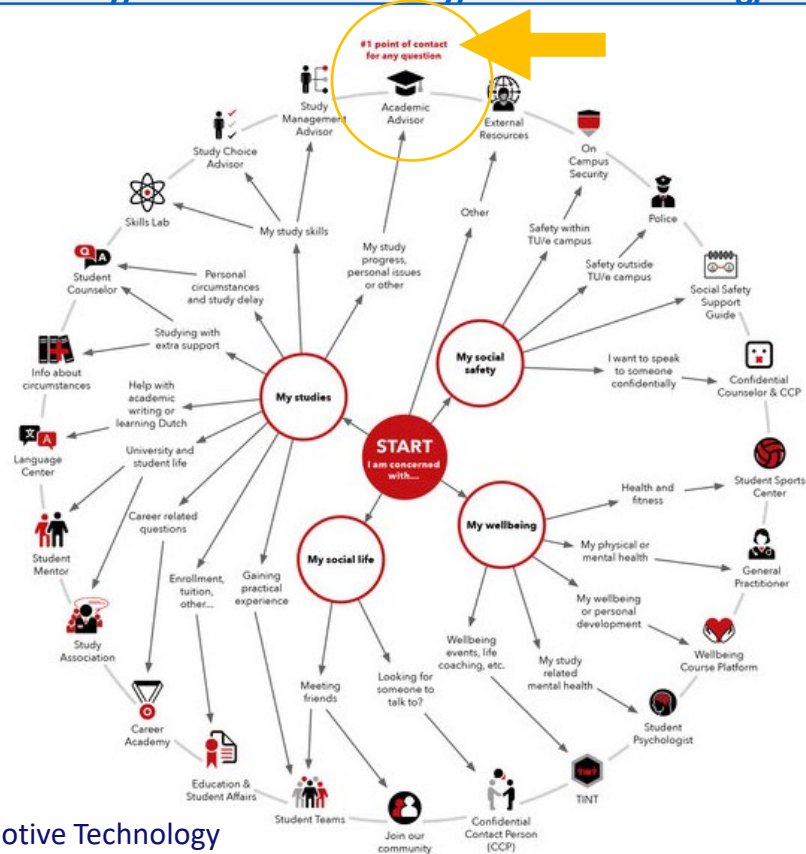 #1 point of contact
for any question
Academic
Advisor
External
Resources
On
Campus
Security
Police
Social Safety
Support
Guide
Confidential
Counselor & CCP
Student Sports
Center
General
Practitioner
Wellbeing
Course Platform
Student
Psychologist
TINT
TINT
Confidential
Contact Person
(CCP)
Join our
community
Student Teams
Education &
Student Affairs
Career
Academy
Study
Association
Student
Mentor
Language
Center
Info about
circumstances
Student
Counselor
Q
A
Skills Lab
Study Choice
Advisor
Study
Management
Advisor
START
I am concerned
with...
My studies
My study skills
My study
progress,
personal issues
or other
Personal
circumstances
and study delay
Studying with
extra support
Help with
academic
writing or
learning Dutch
University and
student life
Career related
questions
Enrollment,
tuition,
other...
Gaining
practical
experience
Other
My social
safety
Safety within
TU/e campus
Safety outside
TU/e campus
I want to speak
to someone
confidentially
My wellbeing
Health and
fitness
My physical or
mental health
My wellbeing
or personal
development
My study
related
mental health
Wellbeing
events, life
coaching, etc.
My social life
Meeting
friends
Looking for
someone to
talk to?
otive Technology